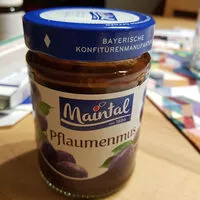 BAYERISCHE
KONFITÜRENMANUFAKTUR
Maintal
Pflaumenmus